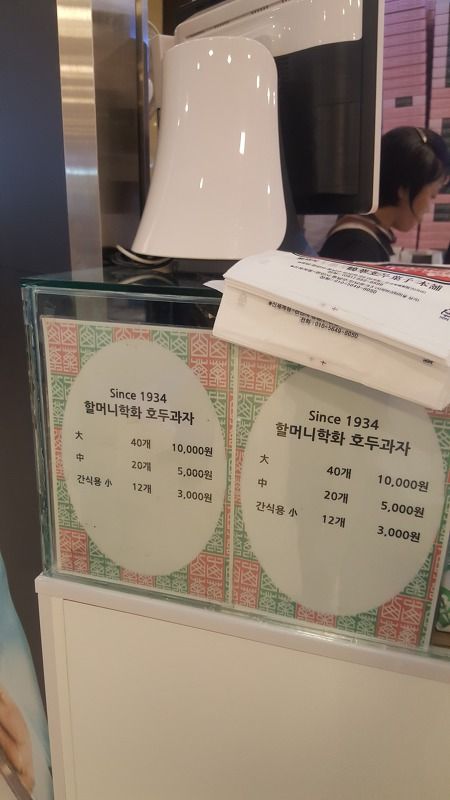 Since 1934
할머니학화 호두과자
大 40개 10,000원
中 20개 5,000원
간식용 小 12개 3,000원
Since 1934
할머니학화 호두과자
大 40개 10,000원
中 20개 5,000원
간식용 小 12개 3,000원